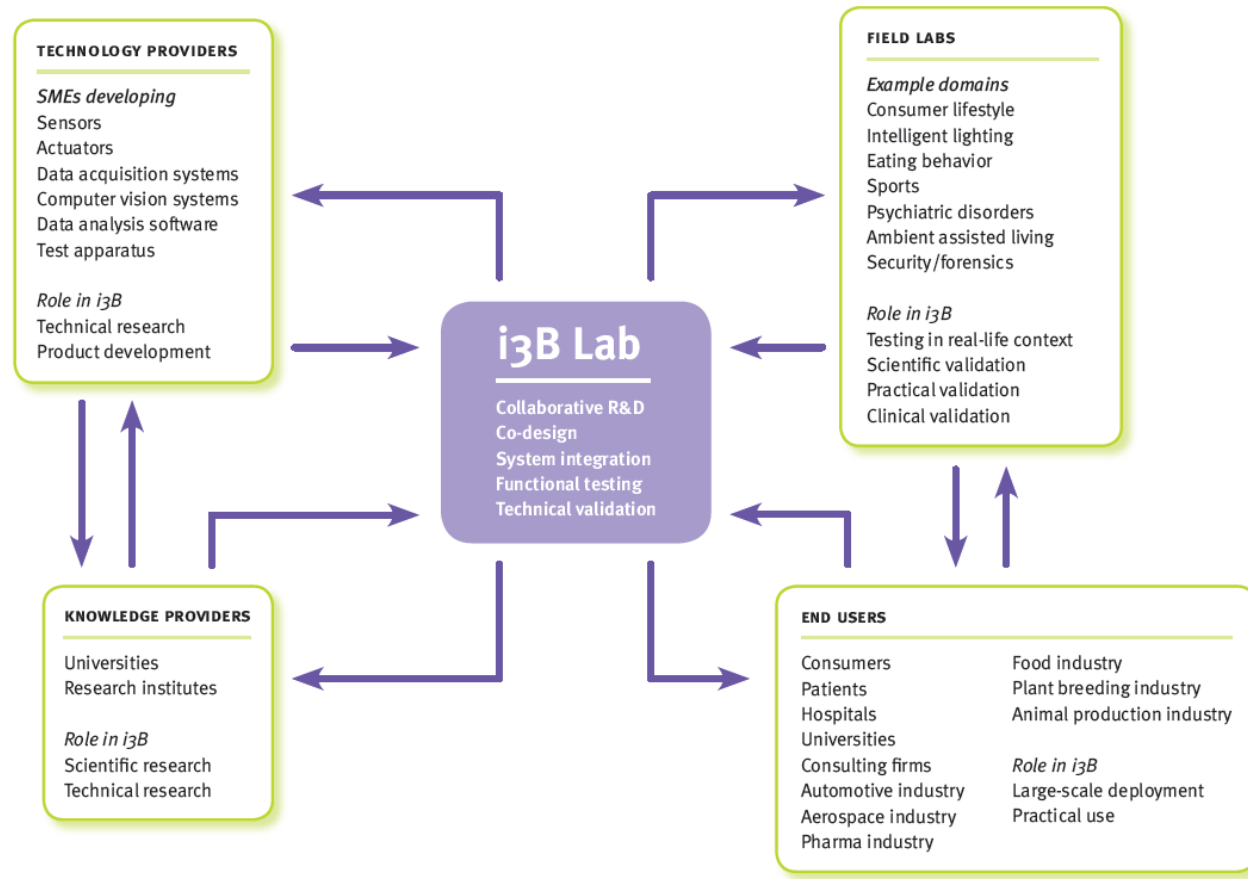 TECHNOLOGY PROVIDERS
SMEs developing
Sensors
Actuators
Data acquisition systems
Computer vision systems
Data analysis software
Test apparatus
Role in i3B
Technical research
Product development
FIELD LABS
Example domains
Consumer lifestyle
Intelligent lighting
Eating behavior
Sports
Psychiatric disorders
Ambient assisted living
Security/forensics
Role in i3B
Testing in real-life context
Scientific validation
Practical validation
Clinical validation
i3B Lab
Collaborative R&D
Co-design
System integration
Functional testing
Technical validation
KNOWLEDGE PROVIDERS
Universities
Research institutes
Role in i3B
Scientific research
Technical research
END USERS
Consumers
Patients
Hospitals
Universities
Consulting firms
Automotive industry
Aerospace industry
Pharma industry
Food industry
Plant breeding industry
Animal production industry
Role in i3B
Large-scale deployment
Practical use